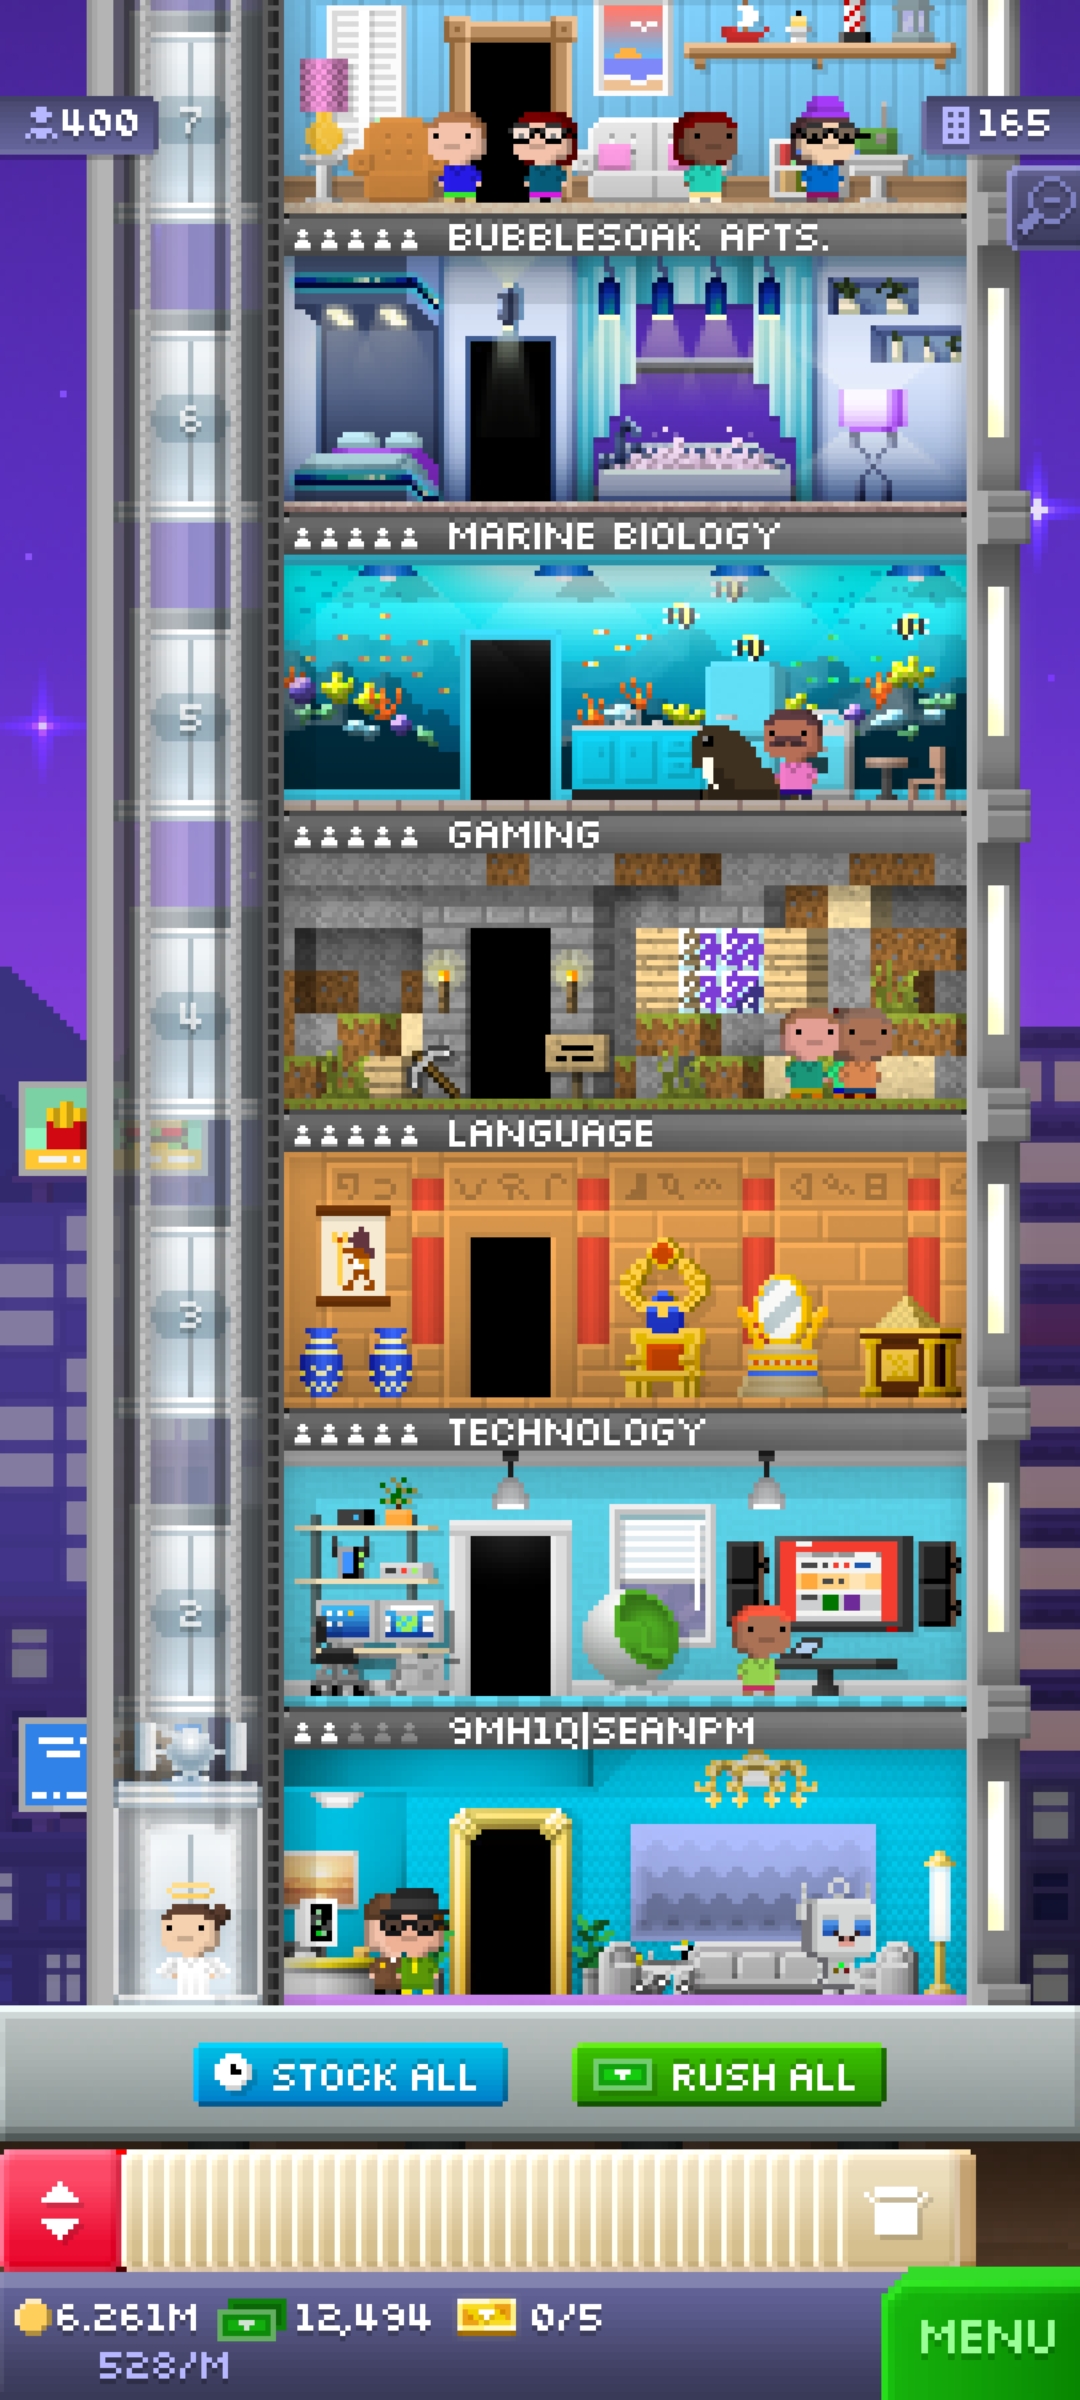 7
400
165
BUBBLESOAK APTS.
6
MARINE BIOLOGY
5
GAMING
4
LANGUAGE
3
TECHNOLOGY
2
9MH1Q|SEANPM
STOCK ALL
RUSH ALL
6.261M
12,494
0/5
528/M
MENU